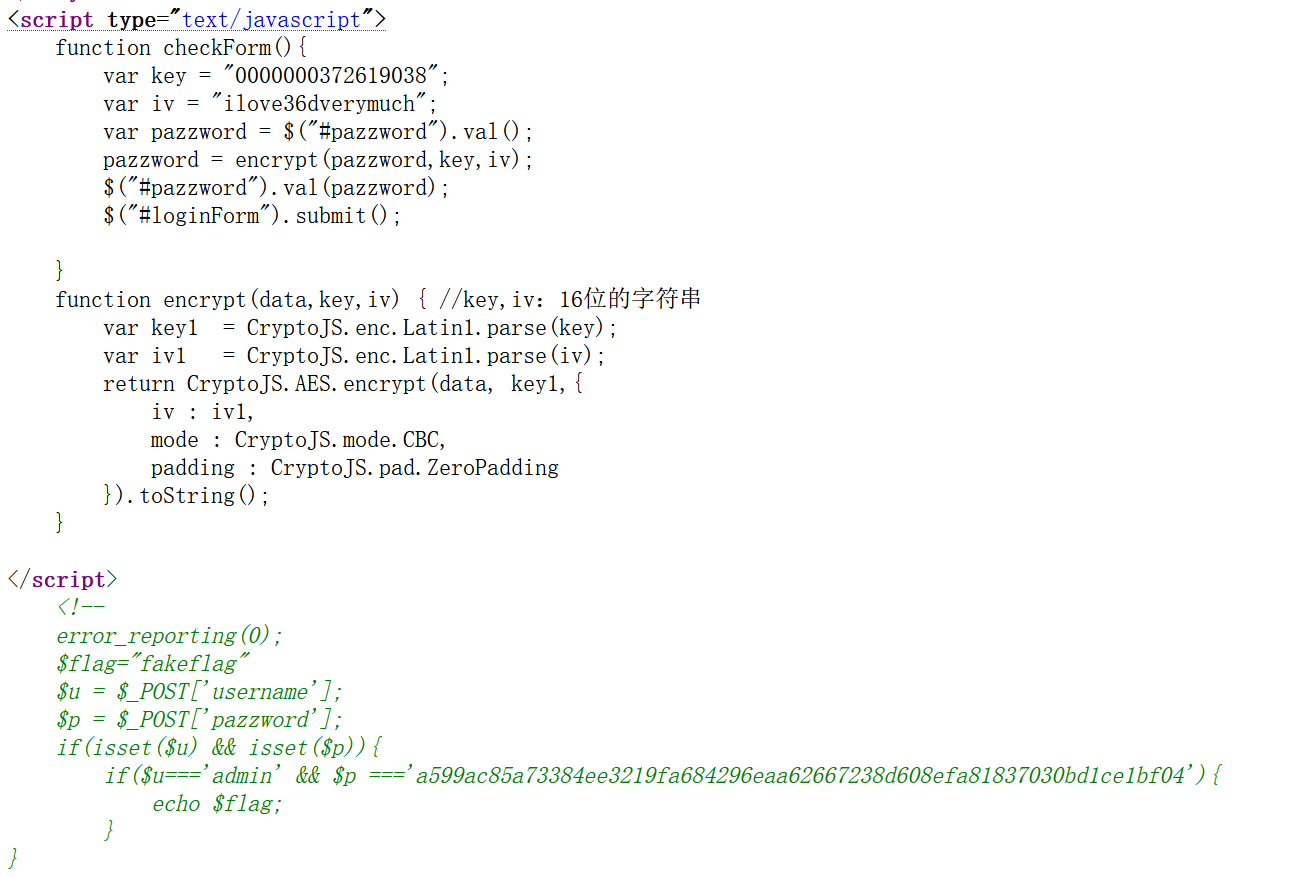 <script type="text/javascript">
function checkForm(){
var key = "0000000372619038";
var iv = "ilove36dverymuch";
var pazzword = $("#pazzword").val();
pazzword = encrypt(pazzword,key,iv);
$("#pazzword").val(pazzword);
$("#loginForm").submit();
}
function encrypt(data,key,iv) { //key,iv：16位的字符串
var key1  = CryptoJS.enc.Latin1.parse(key);
var iv1   = CryptoJS.enc.Latin1.parse(iv);
return CryptoJS.AES.encrypt(data, key1,{
iv : iv1,
mode : CryptoJS.mode.CBC,
padding : CryptoJS.pad.ZeroPadding
}).toString();
}
</script>
<!--
error_reporting(0);
$flag="fakeflag"
$u = $_POST['username'];
$p = $_POST['pazzword'];
if(isset($u) && isset($p)){
if($u==='admin' && $p ==='a599ac85a73384ee3219fa684296eaa62667238d608efa81837030bd1ce1bf04'){
echo $flag;
}
}